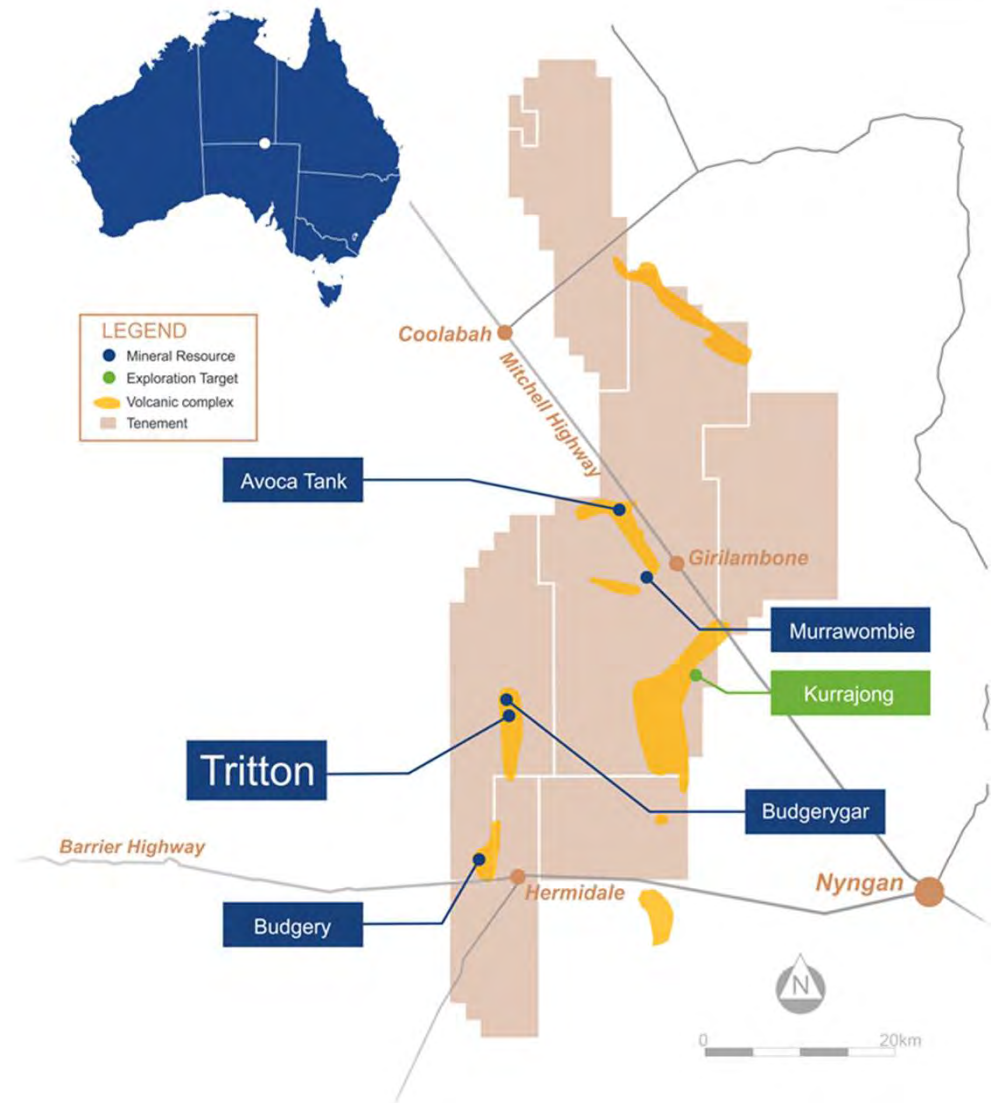 LEGEND
Mineral Resource
Exploration Target
Volcanic complex
Tenement
Coolabah
Mitchell Highway
Avoca Tank
Girilambone
Murrawombie
Kurrajong
Tritton
Budgerygar
Barrier Highway
Nyngan
Hermidale
Budgery
N
0 20km